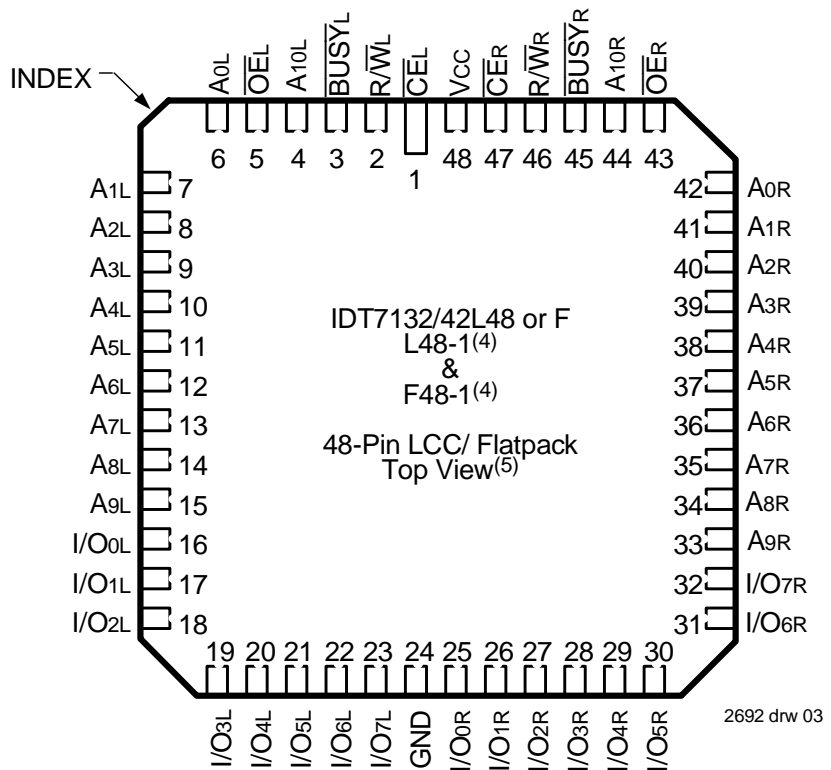 INDEX
A0L
OEL
A10L
BUSYL
R/WL
CEL
VCC
CER
R/WR
BUSYR
A10R
OER
6 5 4 3 2 1 48 47 46 45 44 43
A1L 7
A2L 8
A3L 9
A4L 10
A5L 11
A6L 12
A7L 13
A8L 14
A9L 15
I/O0L 16
I/O1L 17
I/O2L 18
IDT7132/42L48 or F
L48-1(4)
&
F48-1(4)
48-Pin LCC/ Flatpack
Top View(5)
42 A0R
41 A1R
40 A2R
39 A3R
38 A4R
37 A5R
36 A6R
35 A7R
34 A8R
33 A9R
32 I/O7R
31 I/O6R
19 20 21 22 23 24 25 26 27 28 29 30
I/O3L
I/O4L
I/O5L
I/O6L
I/O7L
GND
I/O0R
I/O1R
I/O2R
I/O3R
I/O4R
I/O5R
2692 drw 03